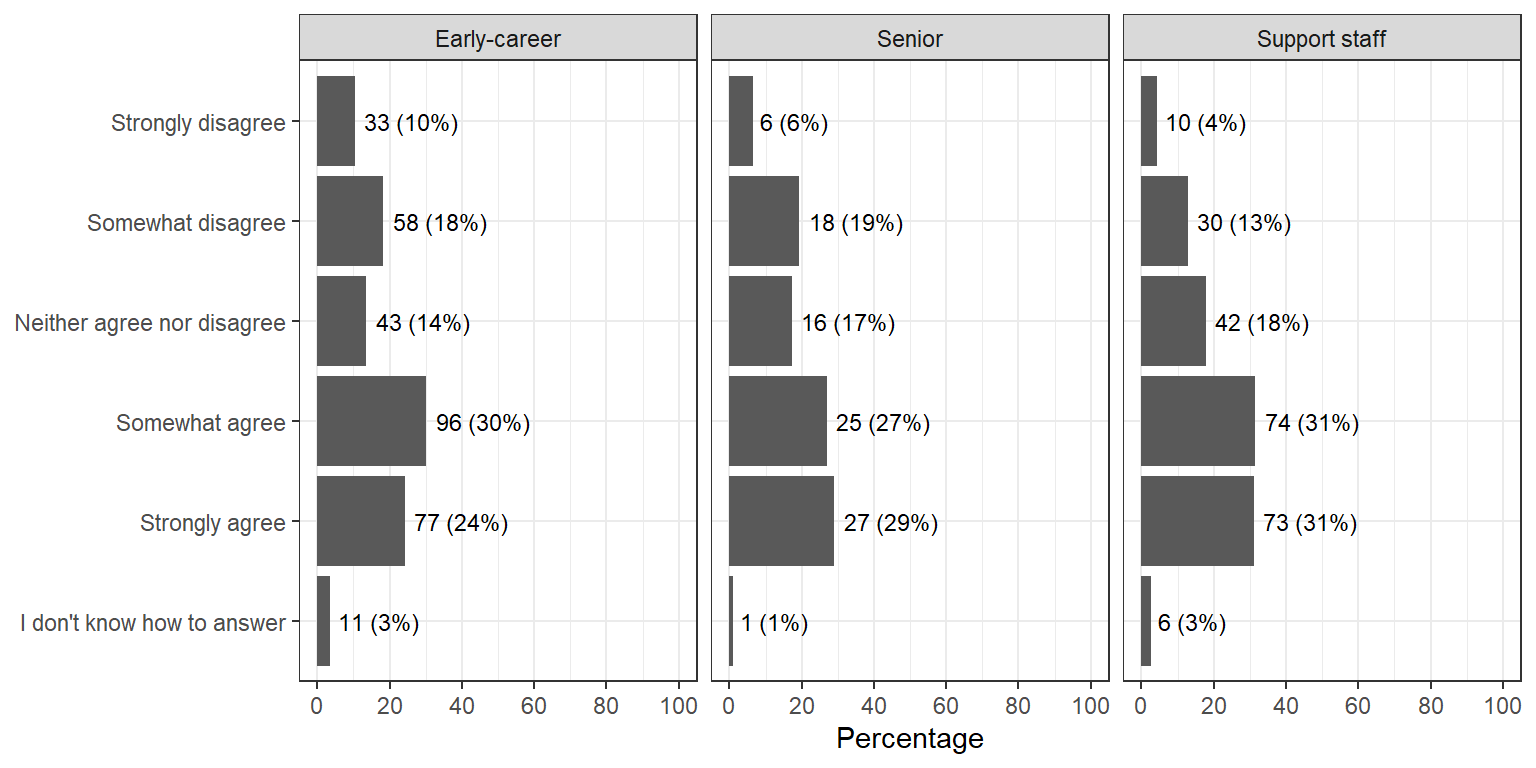 Early-career Senior Support staff
Strongly disagree 33 (10%) 6 (6%) 10 (4%)
Somewhat disagree 58 (18%) 18 (19%) 30 (13%)
Neither agree nor disagree 43 (14%) 16 (17%) 42 (18%)
Somewhat agree 96 (30%) 25 (27%) 74 (31%)
Strongly agree 77 (24%) 27 (29%) 73 (31%)
I don't know how to answer 11 (3%) 1 (1%) 6 (3%)
0 20 40 60 80 100 0 20 40 60 80 100 0 20 40 60 80 100
Percentage